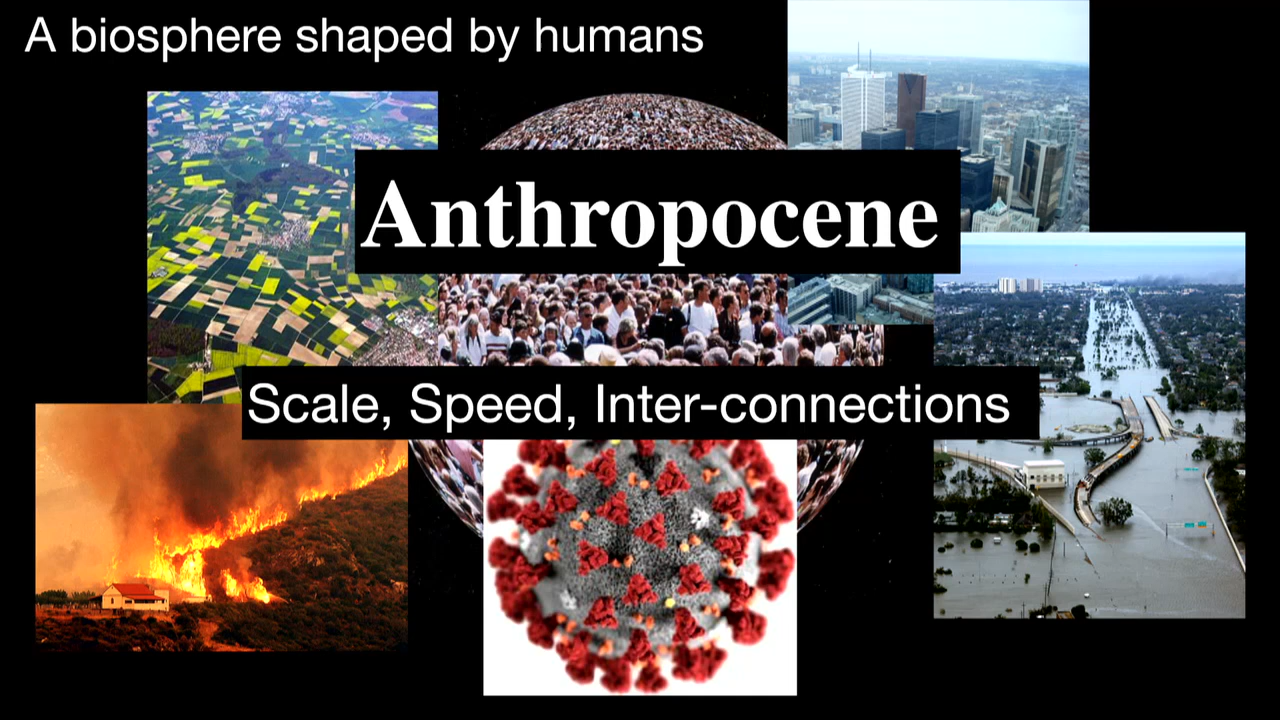 A biosphere shaped by humans
Anthropocene
Scale, Speed, Inter-connections